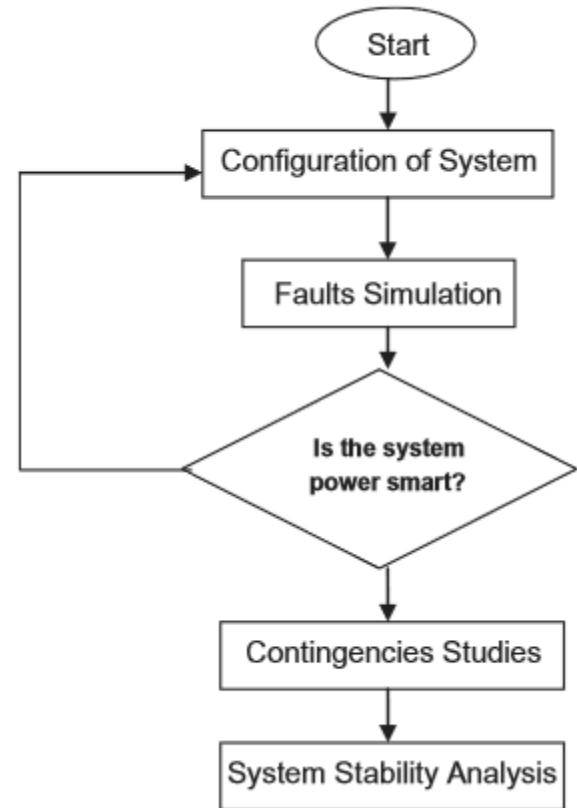 Start
Configuration of System
Faults Simulation
Is the system
power smart?
Contingencies Studies
System Stability Analysis